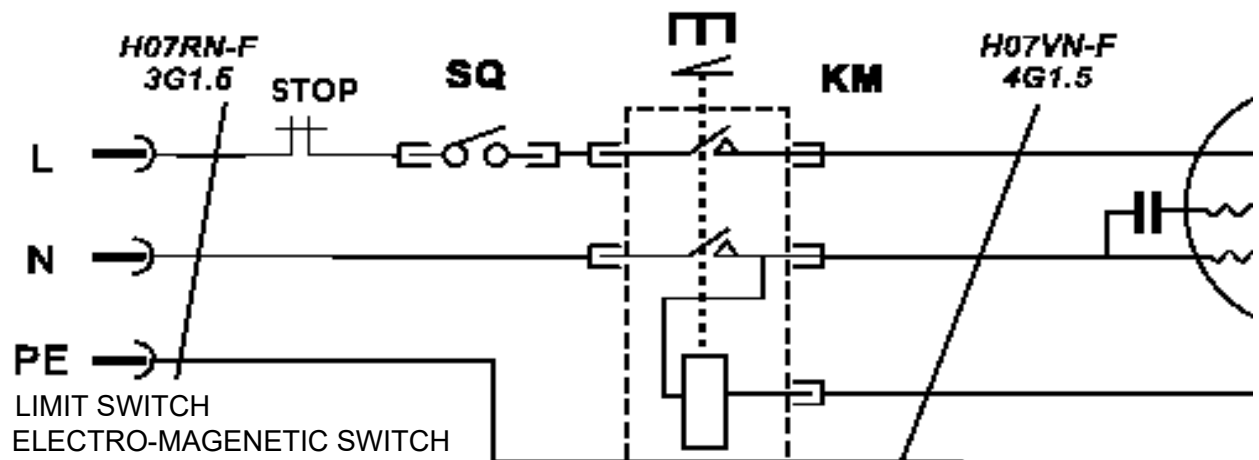 H07RN-F
3G1.5
STOP
SQ
KM
H07VN-F
4G1.5
L
N
PE
LIMIT SWITCH
ELECTRO-MAGENETIC SWITCH